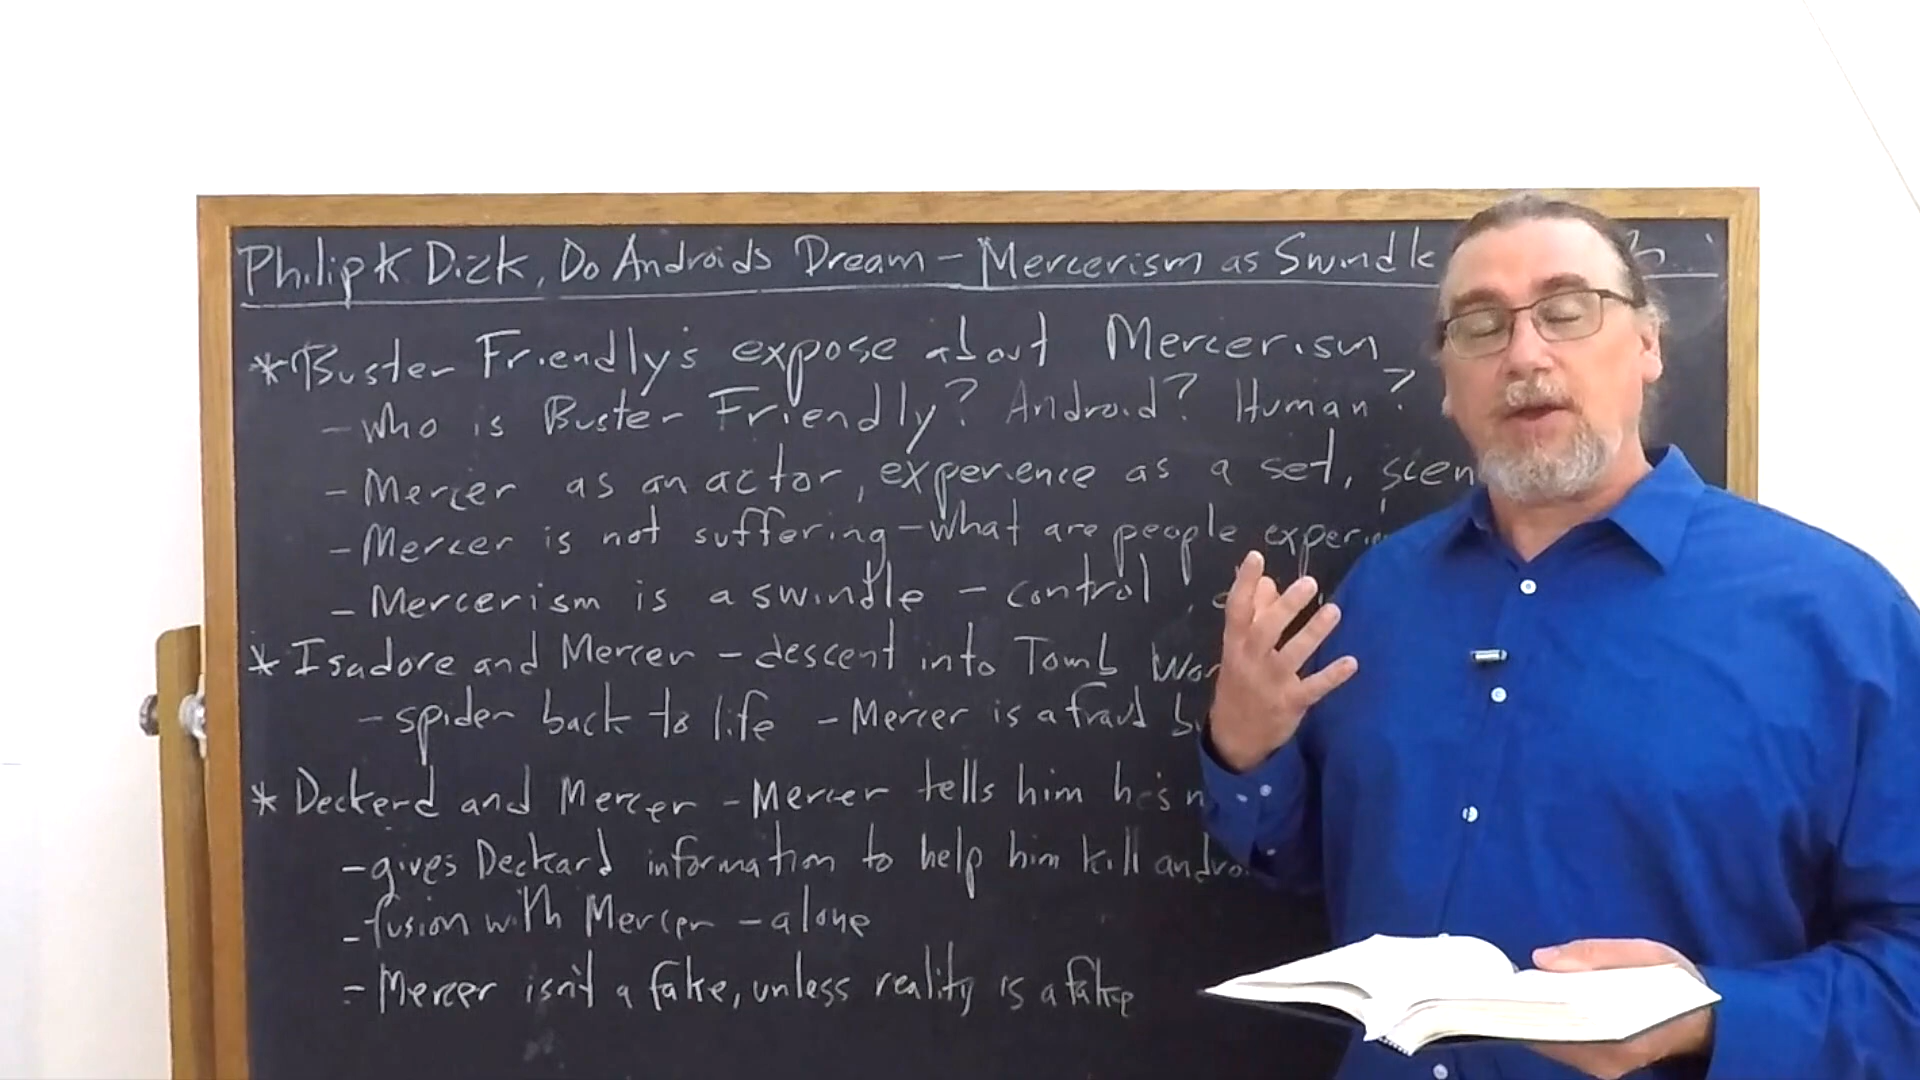 Philip K Dick, Do Androids Dream - Mercerism as Swindle
* Buster Friendly's expose about Mercerism
- who is Buster Friendly? Android? Human?
- Mercer as an actor, experience as a set,
- Mercer is not suffering - what are people
- Mercerism is a swindle - control,
* Isadore and Mercer - descent into Tomb
- spider back to life - Mercer is a fraud
* Deckerd and Mercer - Mercer tells him he's
- gives Deckard information to help him kill
- fusion with Mercer - alone
- Mercer isn't a fake, unless reality is a fake